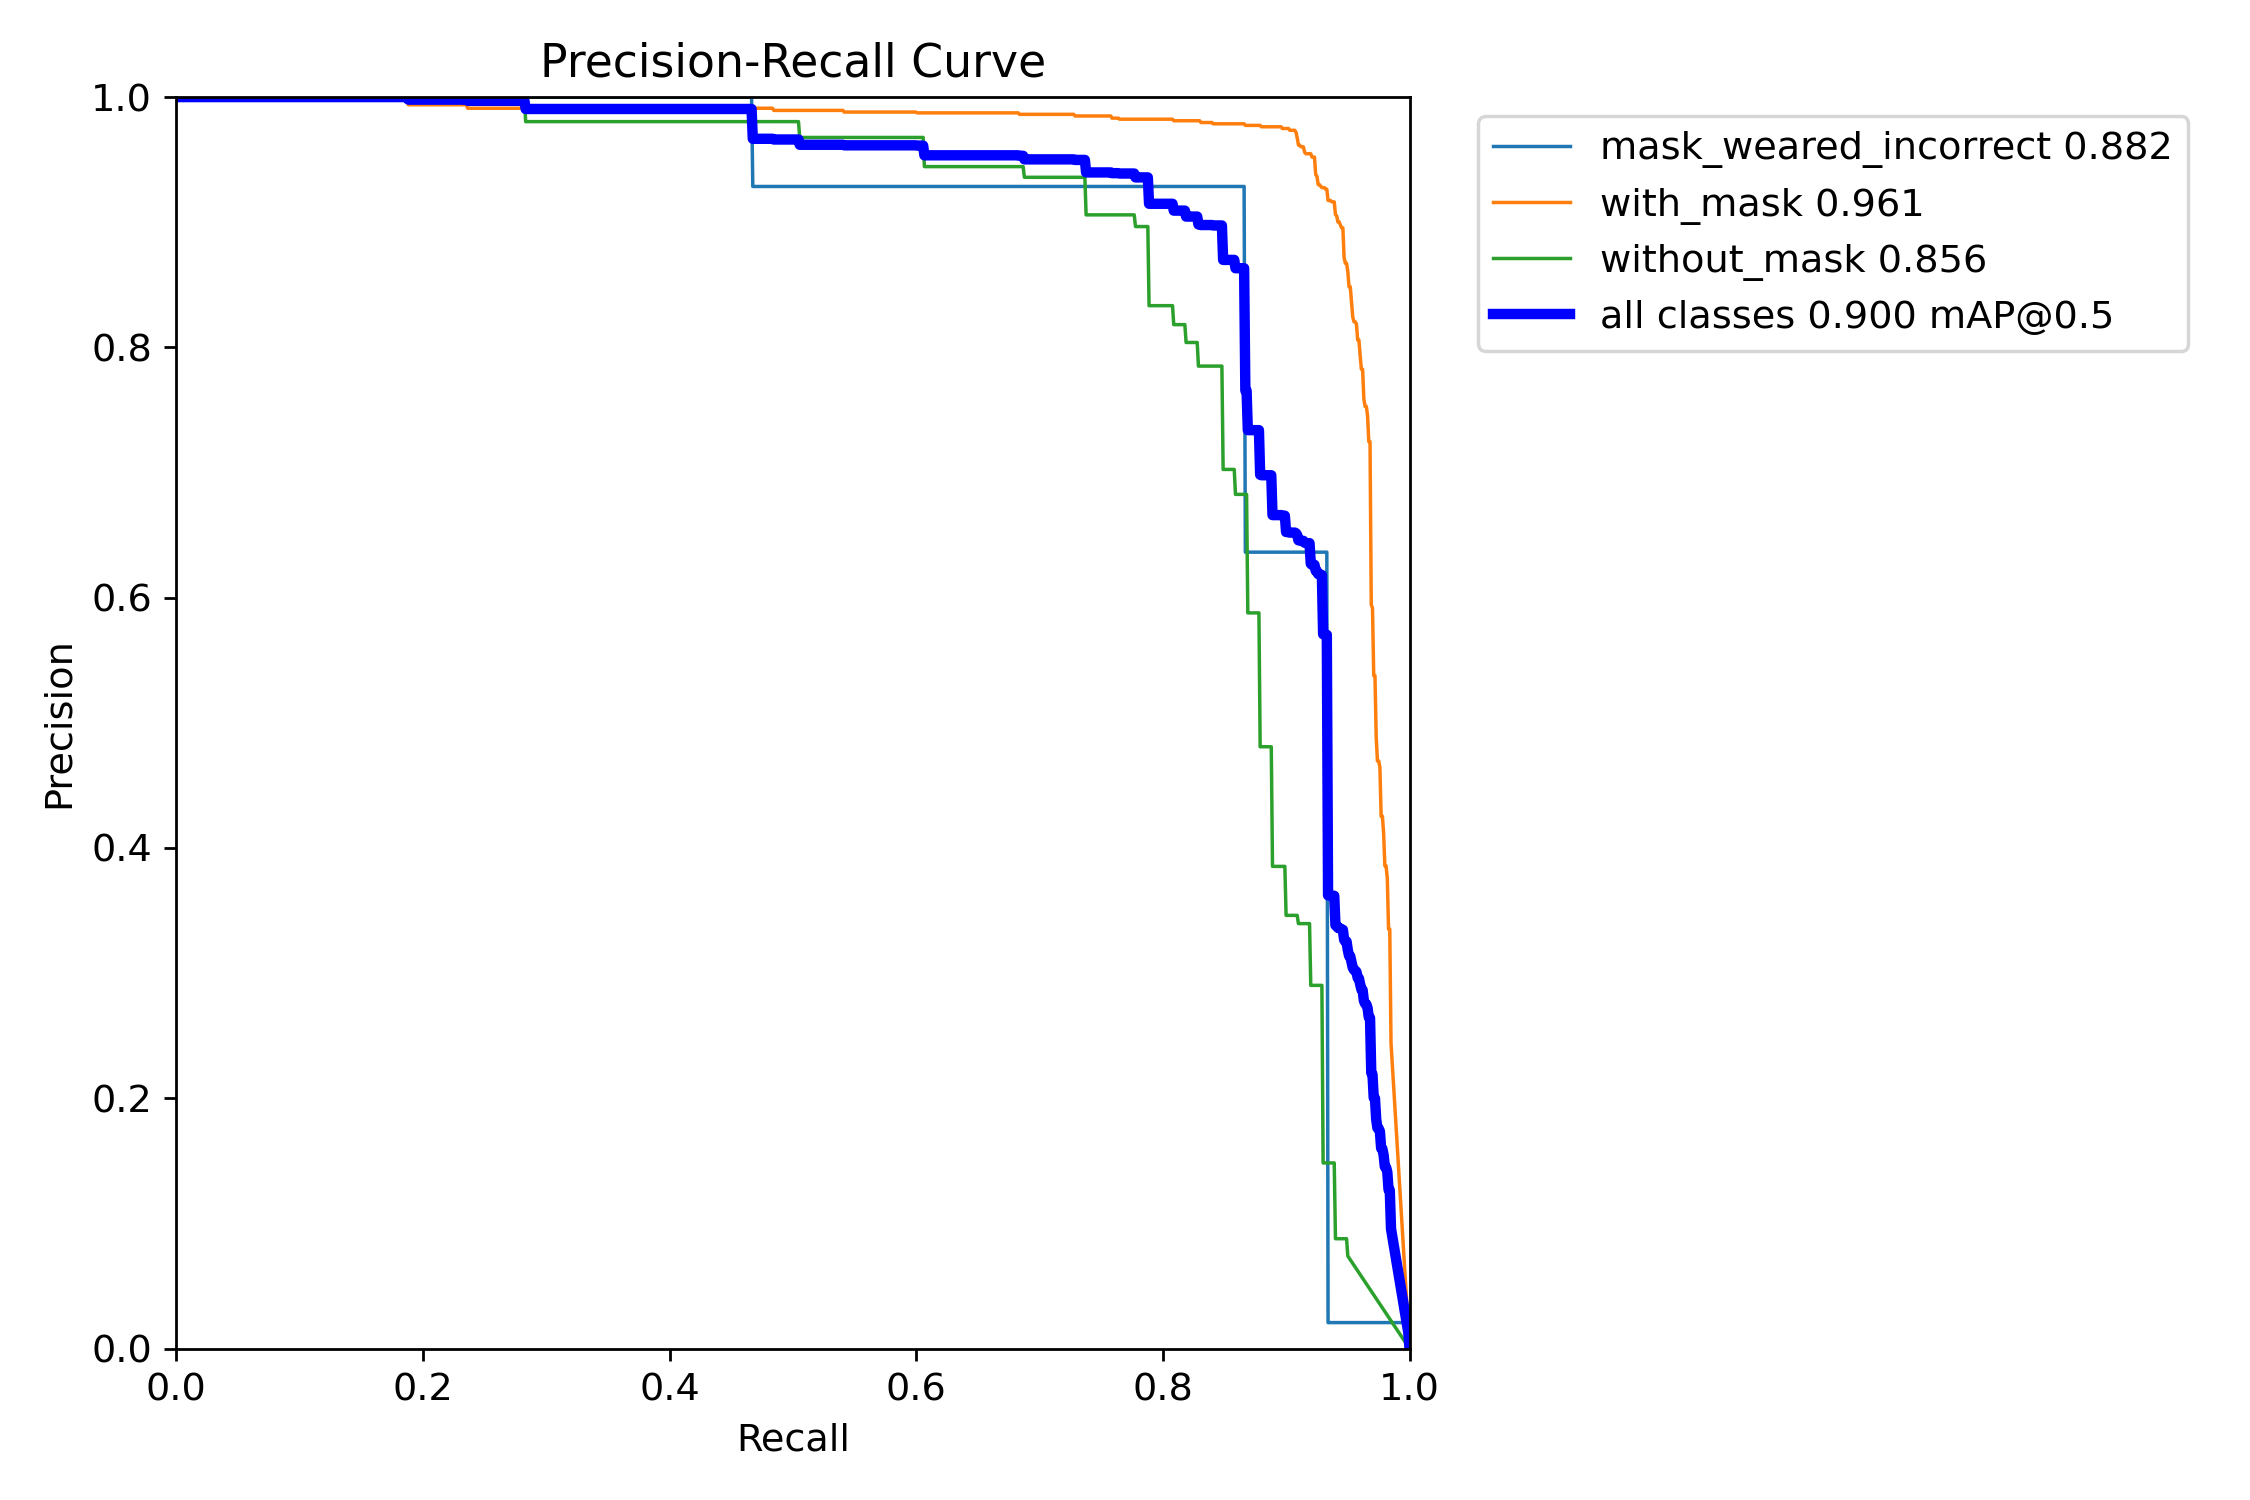 Precision-Recall Curve
1.0
0.8
0.6
0.4
0.2
0.0
Precision
0.0 0.2 0.4 0.6 0.8 1.0
Recall
mask_weared_incorrect 0.882
with_mask 0.961
without_mask 0.856
all classes 0.900 mAP@0.5